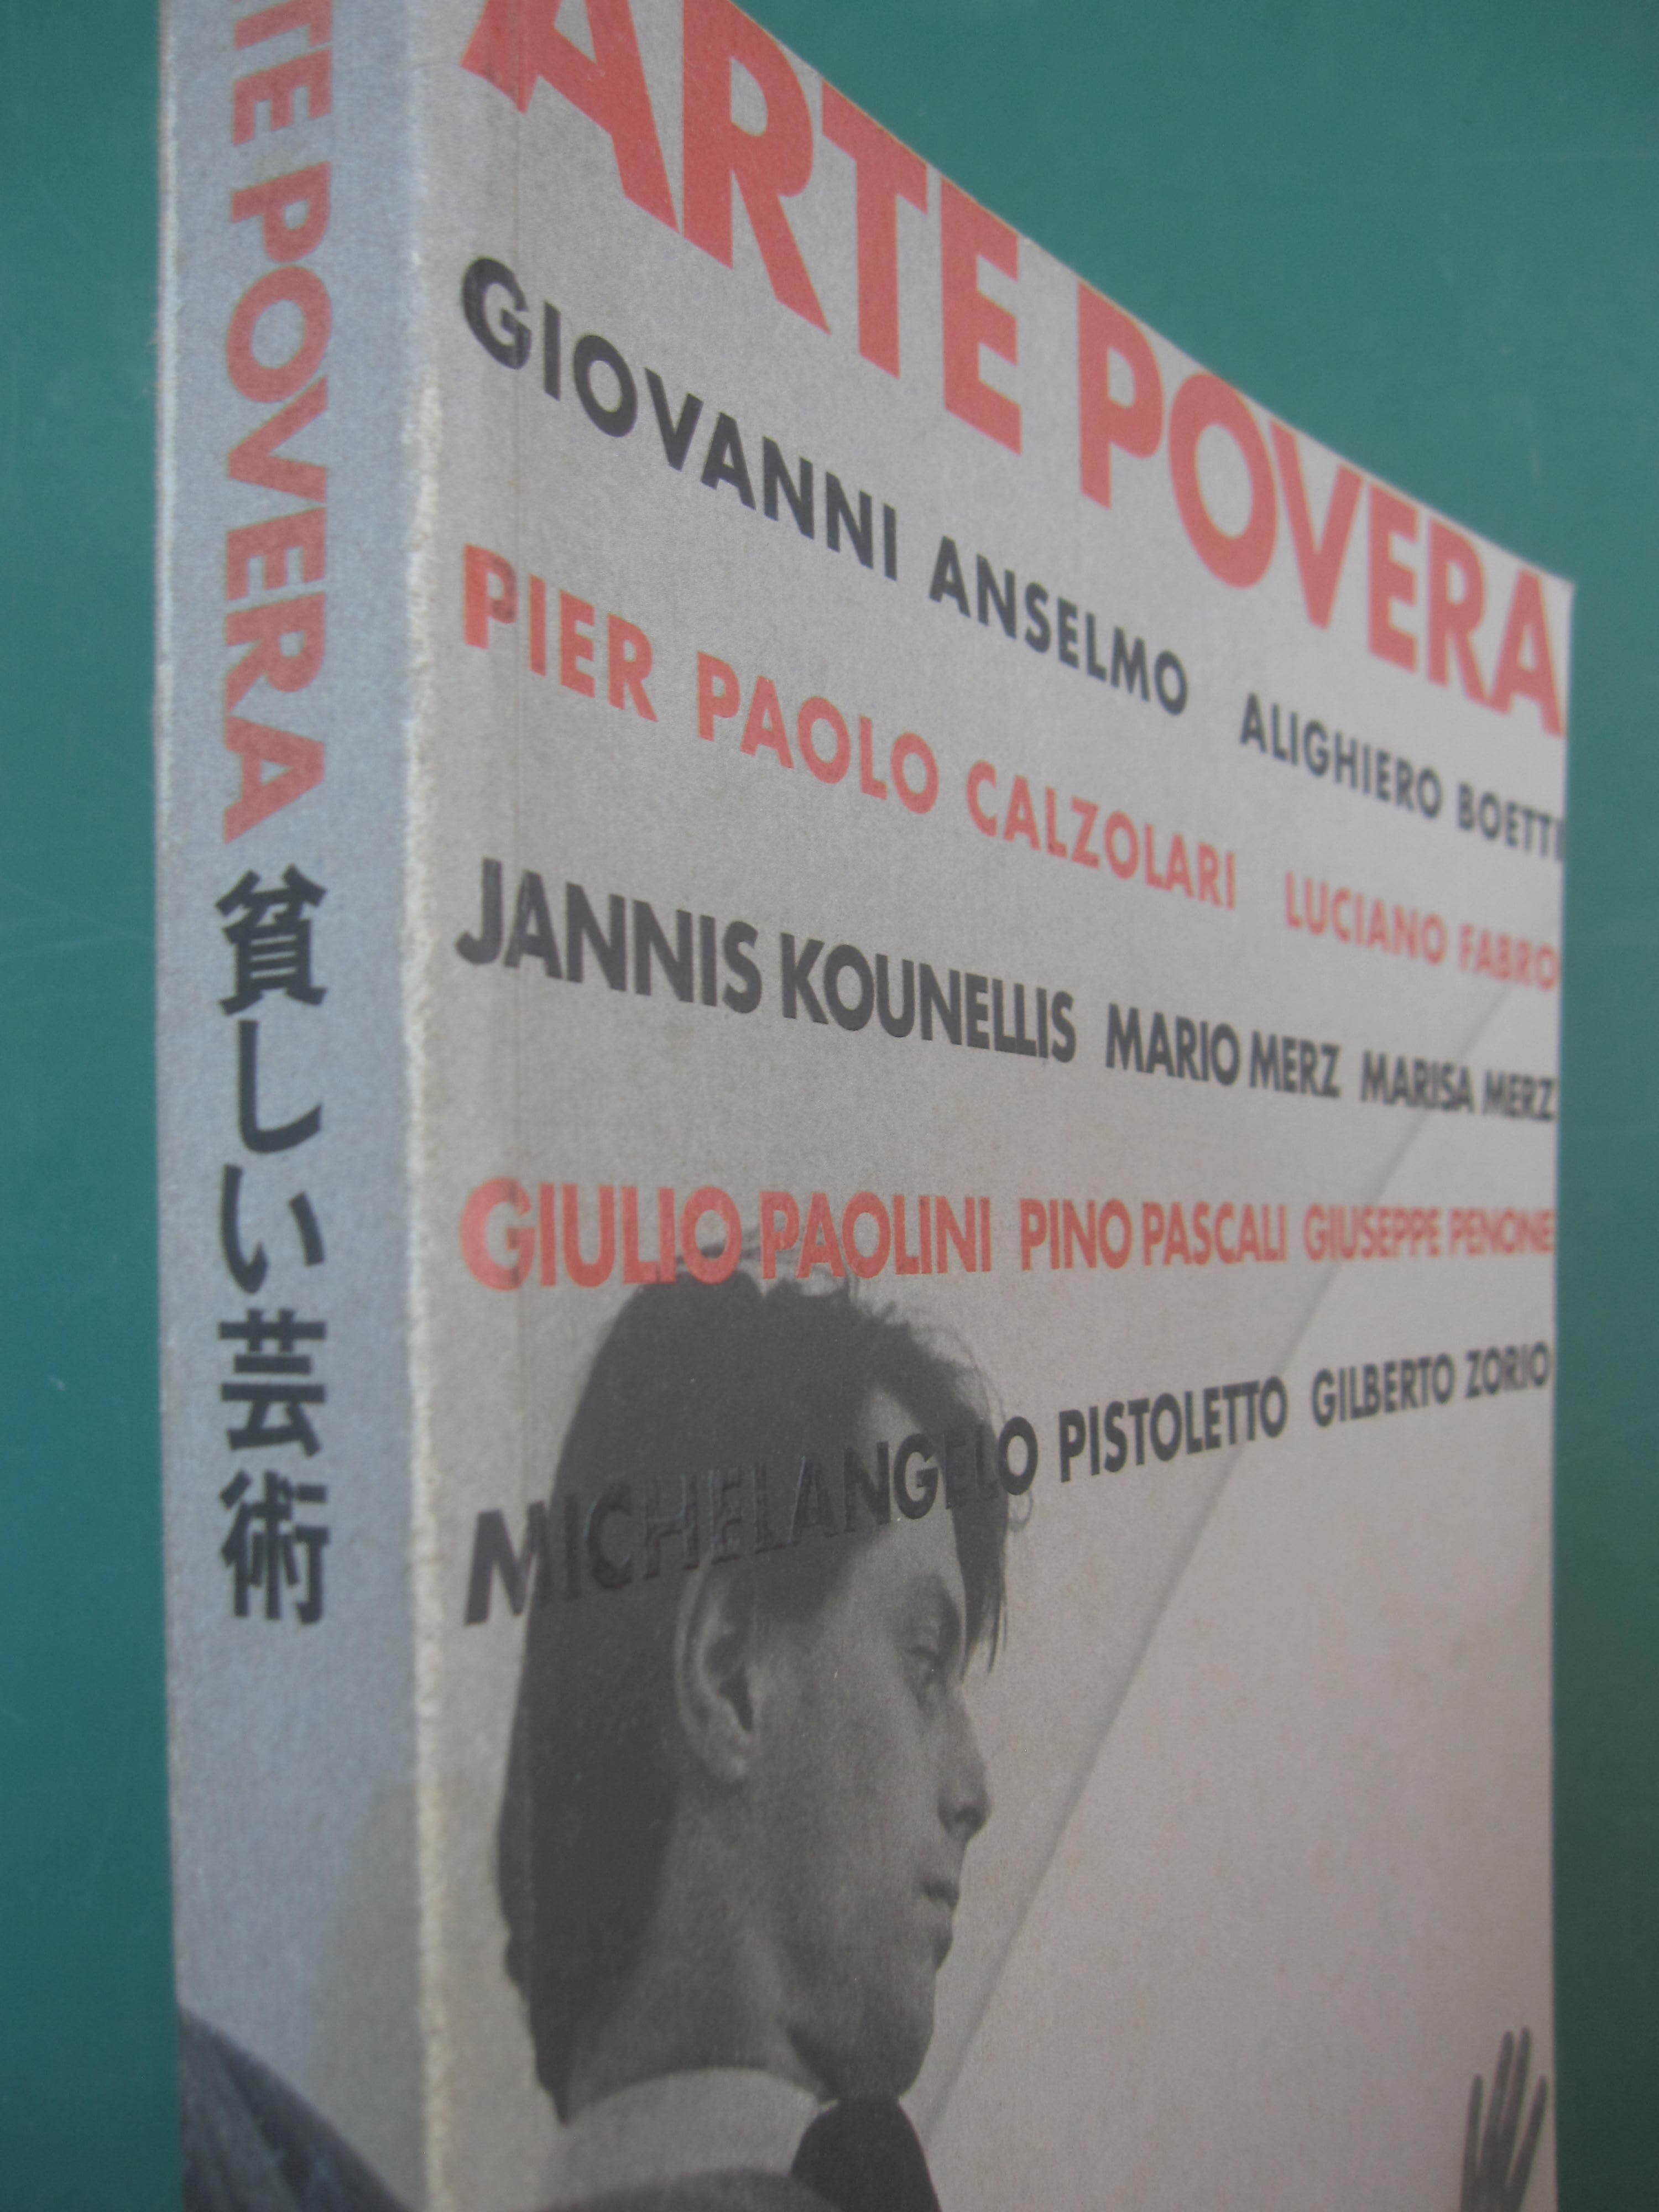 ARTE POVERA
GIOVANNI ANSELMO ALIGHIERO BOETTI
PIER PAOLO CALZOLARI LUCIANO FABRO
JANNIS KOUNELLIS MARIO MERZ MARISA MERZ
GIULIO PAOLINI PINO PASCALI GIUSEPPE PENONE
MICHELANGELO PISTOLETTO GILBERTO ZORIO
TE POVERA 貧しい芸術